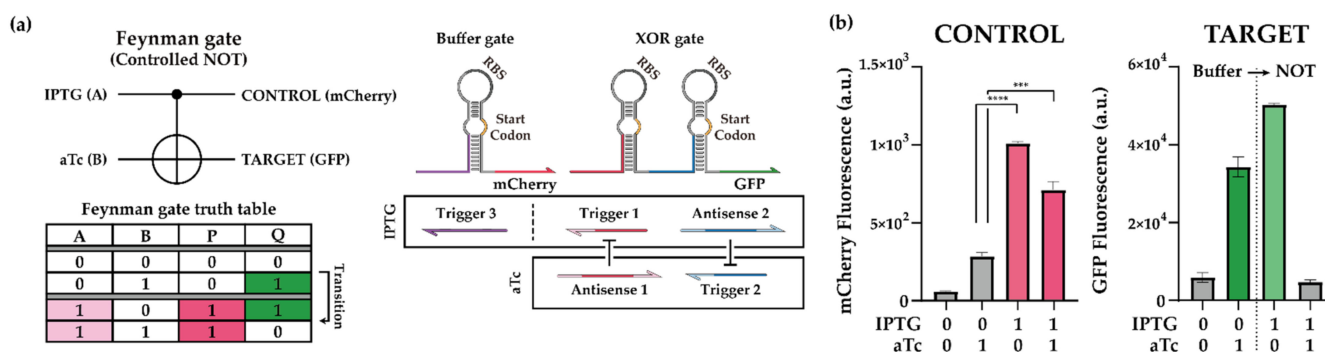 (a)
Feynman gate
(Controlled NOT)
IPTG (A)
CONTROL (mCherry)
aTc (B)
TARGET (GFP)
Feynman gate truth table
A B P Q
0 0 0 0
0 1 0 1
1 0 1 1
1 1 1 0
Transition
Buffer gate
XOR gate
RBS
RBS
RBS
Start
Codon
Start
Codon
mCherry
GFP
IPTG
Trigger 3
Trigger 1
Antisense 2
aTc
Antisense 1
Trigger 2
(b)
CONTROL
mCherry Fluorescence (a.u.)
1.5×10³
1×10³
5×10²
0
****
***
IPTG 0 0 1 1
aTc 0 1 0 1
TARGET
Buffer → NOT
GFP Fluorescence (a.u.)
6×10⁴
4×10⁴
2×10⁴
0
IPTG 0 0 1 1
aTc 0 1 0 1